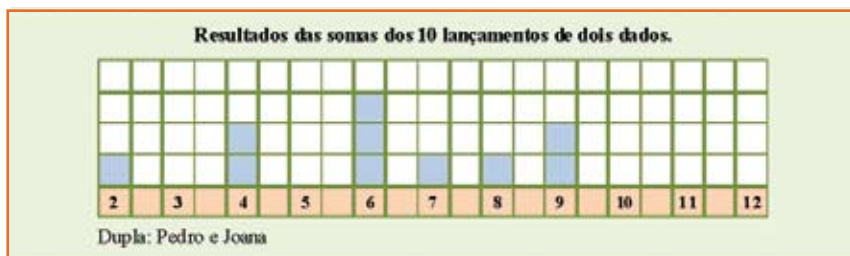 Resultados das somas dos 10 lançamentos de dois dados.
2 3 4 5 6 7 8 9 10 11 12
Dupla: Pedro e Joana